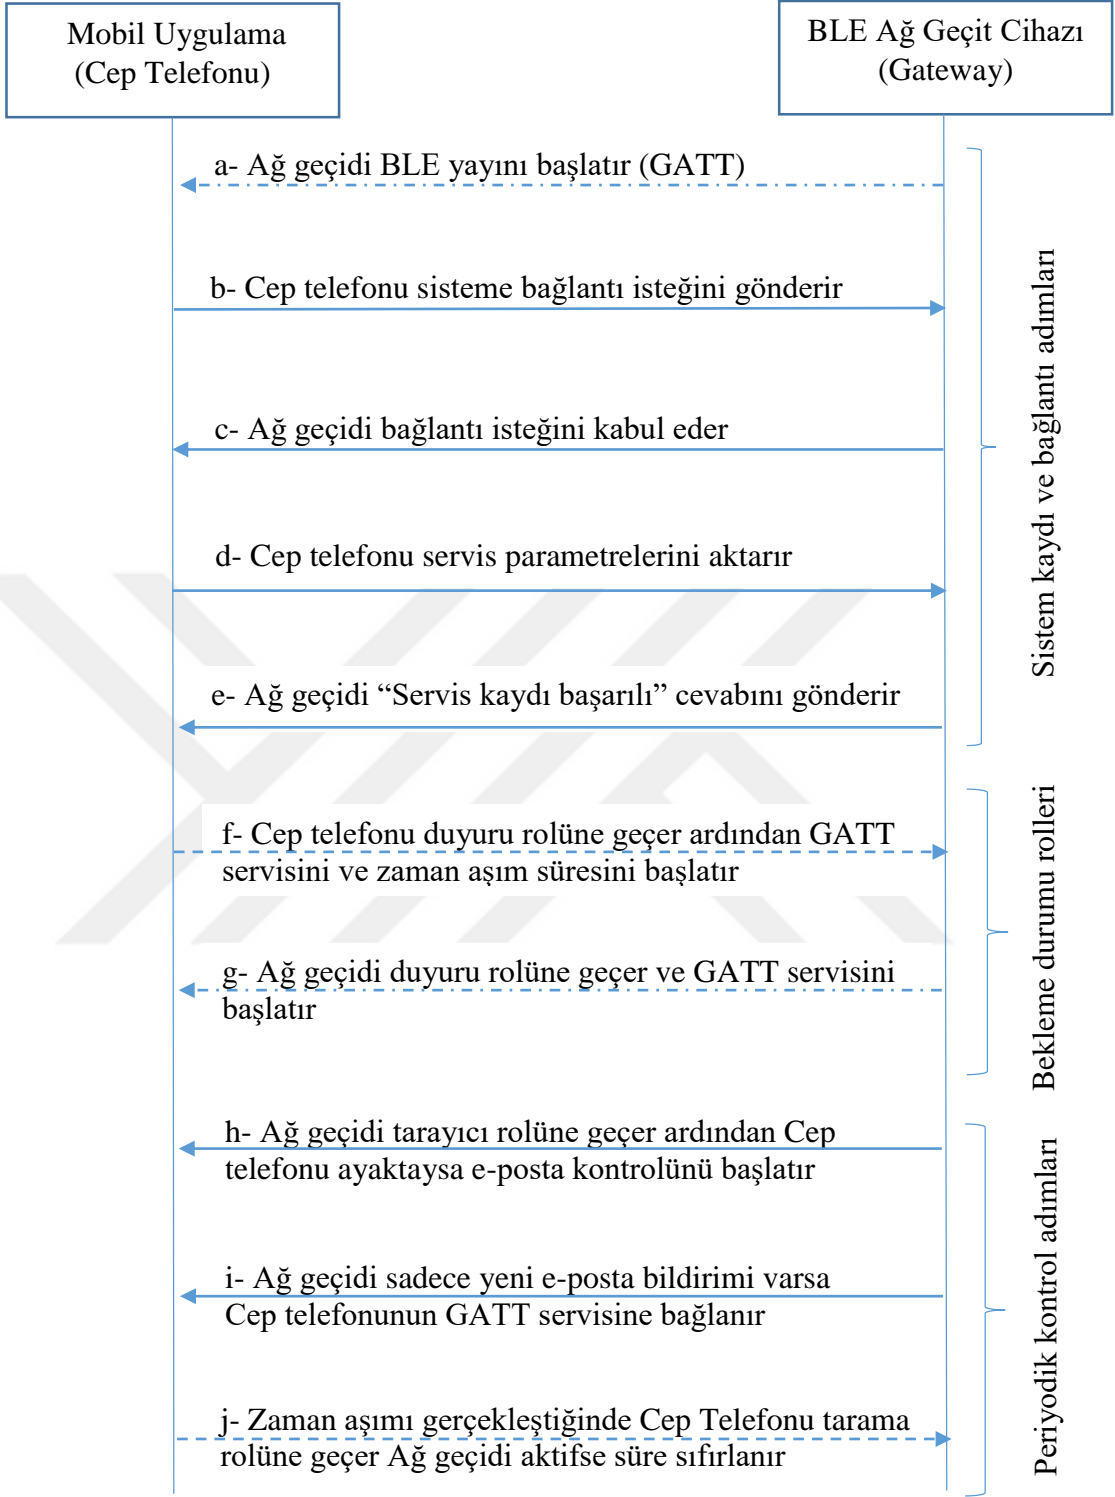 Mobil Uygulama
(Cep Telefonu)
BLE Ağ Geçit Cihazı
(Gateway)
a- Ağ geçidi BLE yayını başlatır (GATT)
b- Cep telefonu sisteme bağlantı isteğini gönderir
c- Ağ geçidi bağlantı isteğini kabul eder
d- Cep telefonu servis parametrelerini aktarır
e- Ağ geçidi “Servis kaydı başarılı” cevabını gönderir
Sistem kaydı ve bağlantı adımları
f- Cep telefonu duyuru rolüne geçer ardından GATT
servisini ve zaman aşım süresini başlatır
g- Ağ geçidi duyuru rolüne geçer ve GATT servisini
başlatır
Bekleme durumu rolleri
h- Ağ geçidi tarayıcı rolüne geçer ardından Cep
telefonu ayaktaysa e-posta kontrolünü başlatır
i- Ağ geçidi sadece yeni e-posta bildirimi varsa
Cep telefonunun GATT servisine bağlanır
j- Zaman aşımı gerçekleştiğinde Cep Telefonu tarama
rolüne geçer Ağ geçidi aktifse süre sıfırlanır
Periyodik kontrol adımları